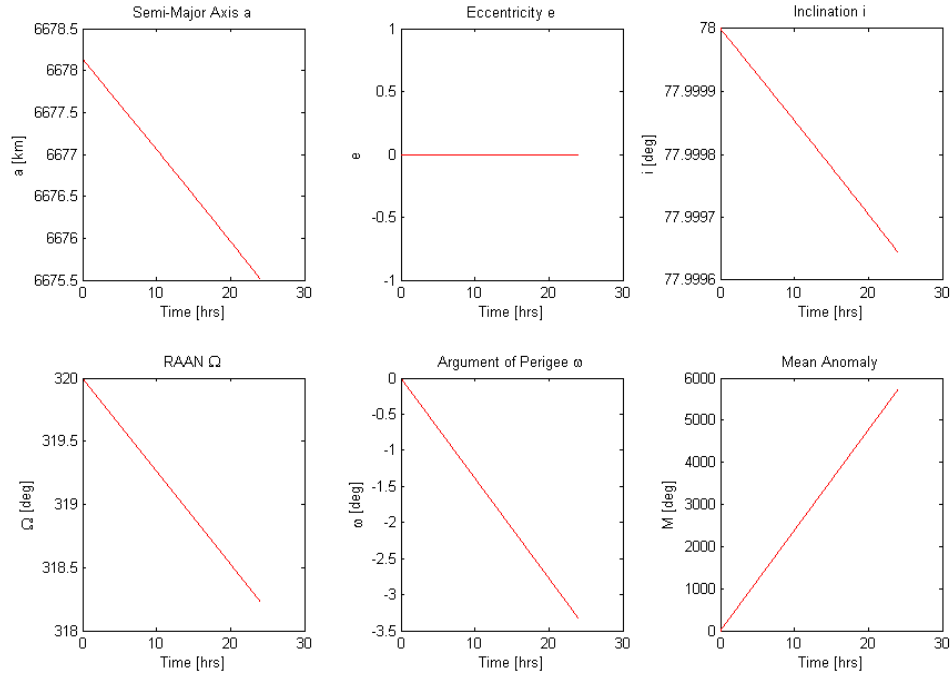 Semi-Major Axis a
6678.5
6678
6677.5
6677
6676.5
6676
6675.5
a [km]
0 10 20 30
Time [hrs]
Eccentricity e
1
0.5
0
-0.5
-1
e
0 10 20 30
Time [hrs]
Inclination i
78
77.9999
77.9998
77.9997
77.9996
i [deg]
0 10 20 30
Time [hrs]
RAAN Ω
320
319.5
319
318.5
318
Ω [deg]
0 10 20 30
Time [hrs]
Argument of Perigee ω
0
-0.5
-1
-1.5
-2
-2.5
-3
-3.5
ω [deg]
0 10 20 30
Time [hrs]
Mean Anomaly
6000
5000
4000
3000
2000
1000
0
M [deg]
0 10 20 30
Time [hrs]